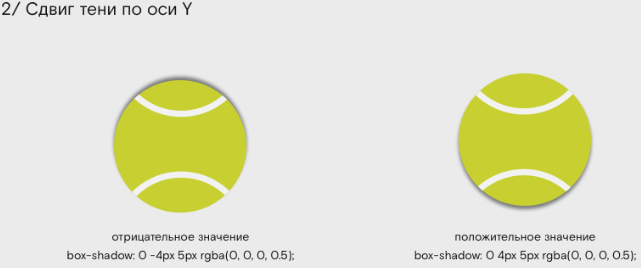 2/ Сдвиг тени по оси Y
отрицательное значение
box-shadow: 0 -4px 5px rgba(0, 0, 0, 0.5);
положительное значение
box-shadow: 0 4px 5px rgba(0, 0, 0, 0.5);